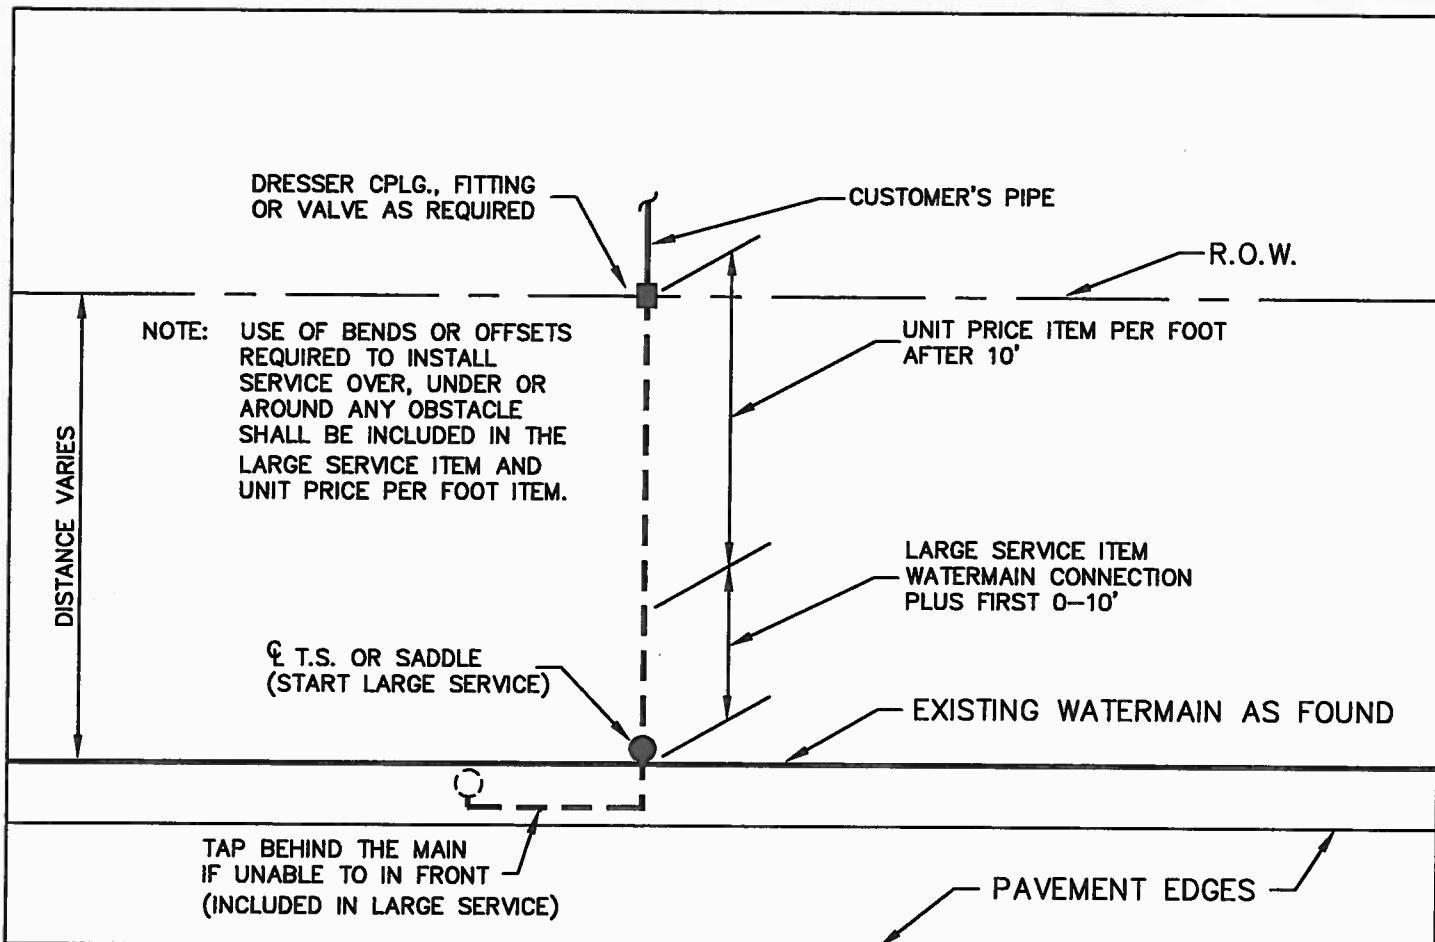 DRESSER CPLG., FITTING
OR VALVE AS REQUIRED
CUSTOMER'S PIPE
R.O.W.
NOTE: USE OF BENDS OR OFFSETS
REQUIRED TO INSTALL
SERVICE OVER, UNDER OR
AROUND ANY OBSTACLE
SHALL BE INCLUDED IN THE
LARGE SERVICE ITEM AND
UNIT PRICE PER FOOT ITEM.
UNIT PRICE ITEM PER FOOT
AFTER 10'
DISTANCE VARIES
LARGE SERVICE ITEM
WATERMAIN CONNECTION
PLUS FIRST 0–10'
℄ T.S. OR SADDLE
(START LARGE SERVICE)
EXISTING WATERMAIN AS FOUND
TAP BEHIND THE MAIN
IF UNABLE TO IN FRONT
(INCLUDED IN LARGE SERVICE)
PAVEMENT EDGES